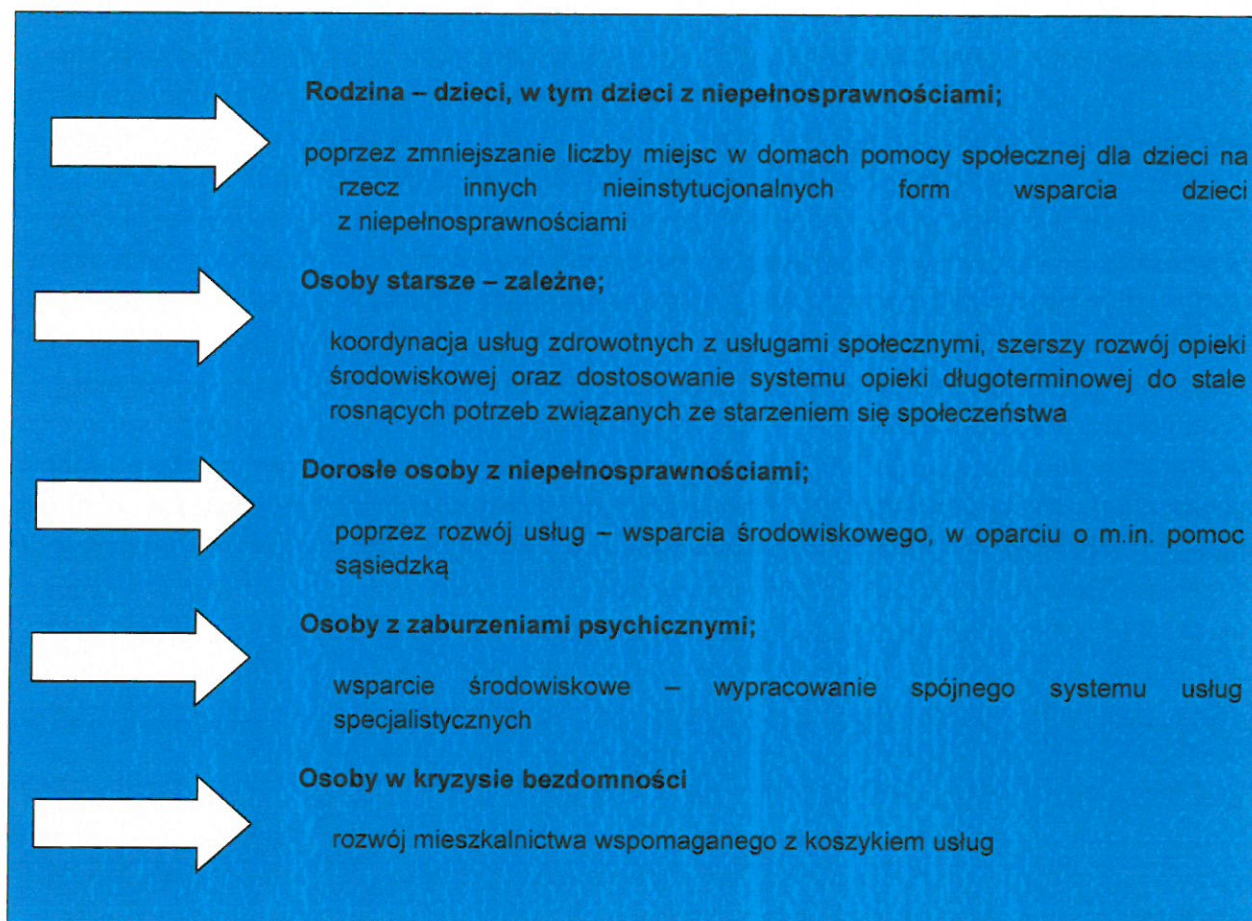 Rodzina – dzieci, w tym dzieci z niepełnosprawnościami;
poprzez zmniejszanie liczby miejsc w domach pomocy społecznej dla dzieci na
rzecz innych nieinstytucjonalnych form wsparcia dzieci
z niepełnosprawnościami
Osoby starsze – zależne;
koordynacja usług zdrowotnych z usługami społecznymi, szerszy rozwój opieki
środowiskowej oraz dostosowanie systemu opieki długoterminowej do stale
rosnących potrzeb związanych ze starzeniem się społeczeństwa
Dorosłe osoby z niepełnosprawnościami;
poprzez rozwój usług – wsparcia środowiskowego, w oparciu o m.in. pomoc
sąsiedzką
Osoby z zaburzeniami psychicznymi;
wsparcie środowiskowe – wypracowanie spójnego systemu usług
specjalistycznych
Osoby w kryzysie bezdomności
rozwój mieszkalnictwa wspomaganego z koszykiem usług